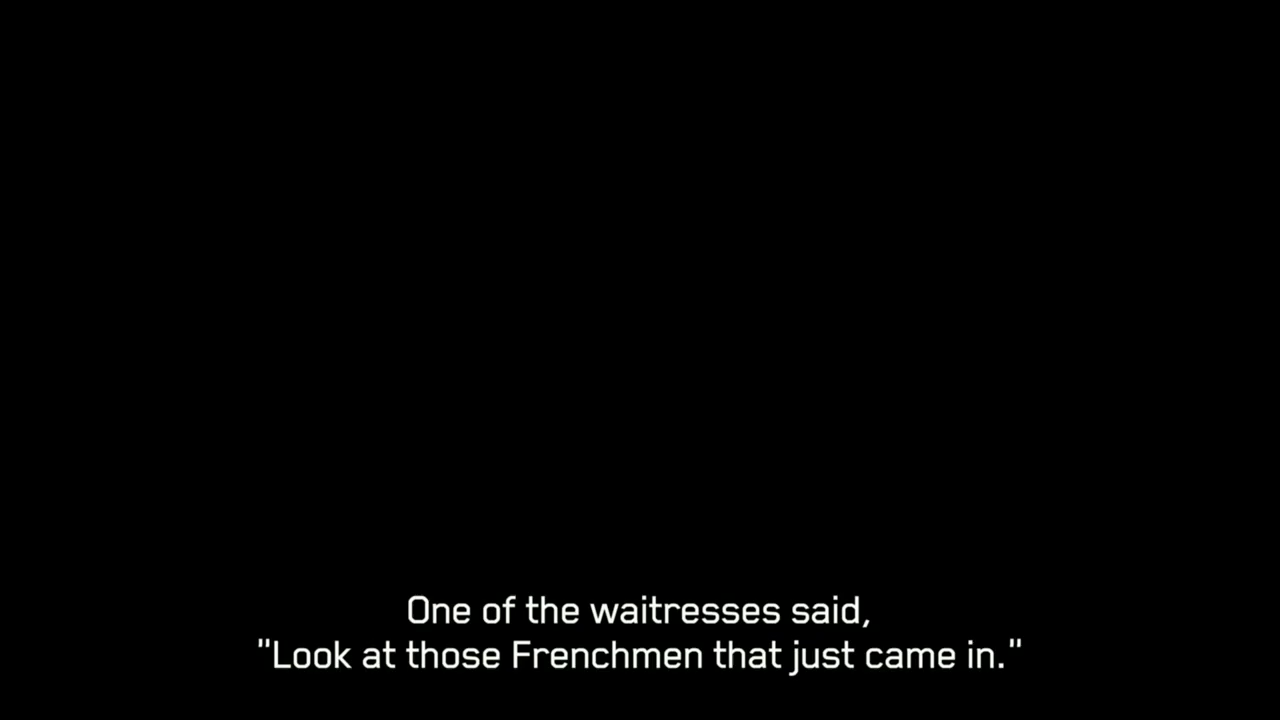 One of the waitresses said,
"Look at those Frenchmen that just came in."